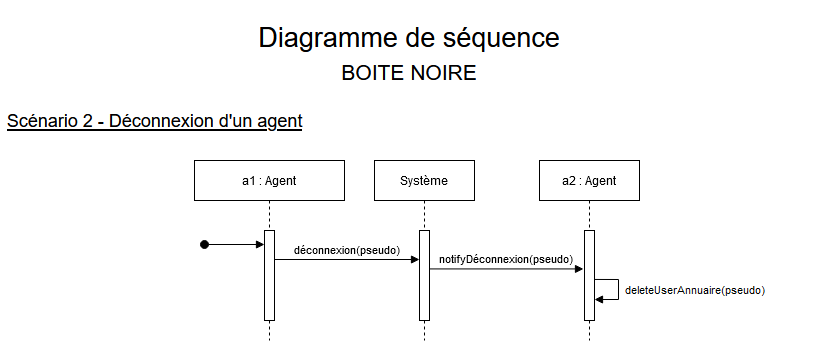 Diagramme de séquence
BOITE NOIRE
Scénario 2 - Déconnexion d'un agent
a1 : Agent
Système
a2 : Agent
déconnexion(pseudo)
notifyDéconnexion(pseudo)
deleteUserAnnuaire(pseudo)